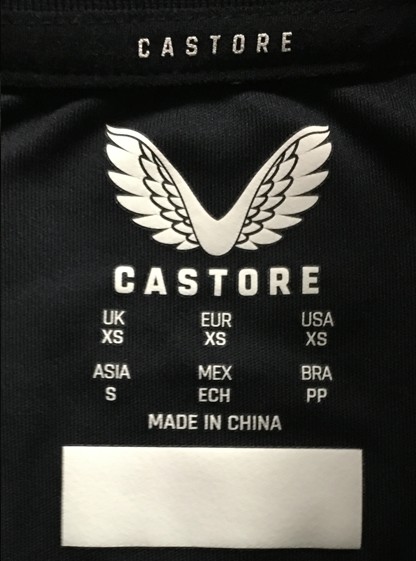 CASTORE
CASTORE
UK EUR USA
XS XS XS
ASIA MEX BRA
S ECH PP
MADE IN CHINA